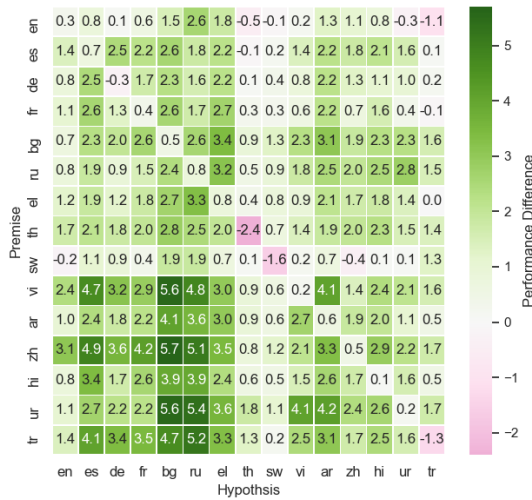 en 0.3 0.8 0.1 0.6 1.5 2.6 1.8 -0.5 -0.1 0.2 1.3 1.1 0.8 -0.3 -1.1
es 1.4 0.7 2.5 2.2 2.6 1.8 2.2 -0.1 0.2 1.4 2.2 1.8 2.1 1.6 0.1
de 0.8 2.5 -0.3 1.7 2.3 1.6 2.2 0.1 0.4 0.8 2.2 1.3 1.1 1.0 0.2
fr 1.1 2.6 1.3 0.4 2.6 1.7 2.7 0.3 0.3 0.6 2.2 0.7 1.6 0.4 -0.1
bg 0.7 2.3 2.0 2.6 0.5 2.6 3.4 0.9 1.3 2.3 3.1 1.9 2.3 2.3 1.6
ru 0.8 1.9 0.9 1.5 2.4 0.8 3.2 0.5 0.9 1.8 2.5 2.0 2.5 2.8 1.5
el 1.2 1.9 1.2 1.8 2.7 3.3 0.8 0.4 0.8 0.9 2.1 1.7 1.8 1.4 0.0
th 1.7 2.1 1.8 2.0 2.8 2.5 2.0 -2.4 0.7 1.4 1.9 2.0 2.3 1.5 1.4
sw -0.2 1.1 0.9 0.4 1.9 1.9 0.7 0.1 -1.6 0.2 0.7 -0.4 0.1 0.1 1.3
vi 2.4 4.7 3.2 2.9 5.6 4.8 3.0 0.9 0.6 0.2 4.1 1.4 2.4 2.1 1.6
ar 1.0 2.4 1.8 2.2 4.1 3.6 3.0 0.9 0.6 2.7 0.6 1.9 2.0 1.1 0.5
zh 3.1 4.9 3.6 4.2 5.7 5.1 3.5 0.8 1.2 2.1 3.3 0.5 2.9 2.2 1.7
hi 0.8 3.4 1.7 2.6 3.9 3.9 2.4 0.6 0.5 1.5 2.6 1.7 0.1 1.6 0.5
ur 1.1 2.7 2.2 2.2 5.6 5.4 3.6 1.8 1.1 4.1 4.2 2.4 2.6 0.2 1.7
tr 1.4 4.1 3.4 3.5 4.7 5.2 3.3 1.3 0.2 2.5 3.1 1.7 2.5 1.6 -1.3
en es de fr bg ru el th sw vi ar zh hi ur tr
Hypothsis
Premise
5
4
3
2
1
0
−1
−2
Performance Difference